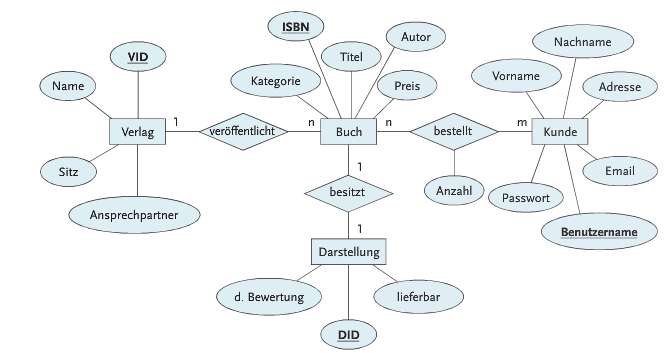 ISBN
Autor
Nachname
VID
Titel
Vorname
Name
Kategorie
Preis
Adresse
Verlag
1
veröffentlicht
n
Buch
n
bestellt
m
Kunde
Sitz
1
Email
besitzt
Anzahl
Passwort
Ansprechpartner
1
Benutzername
Darstellung
d. Bewertung
lieferbar
DID